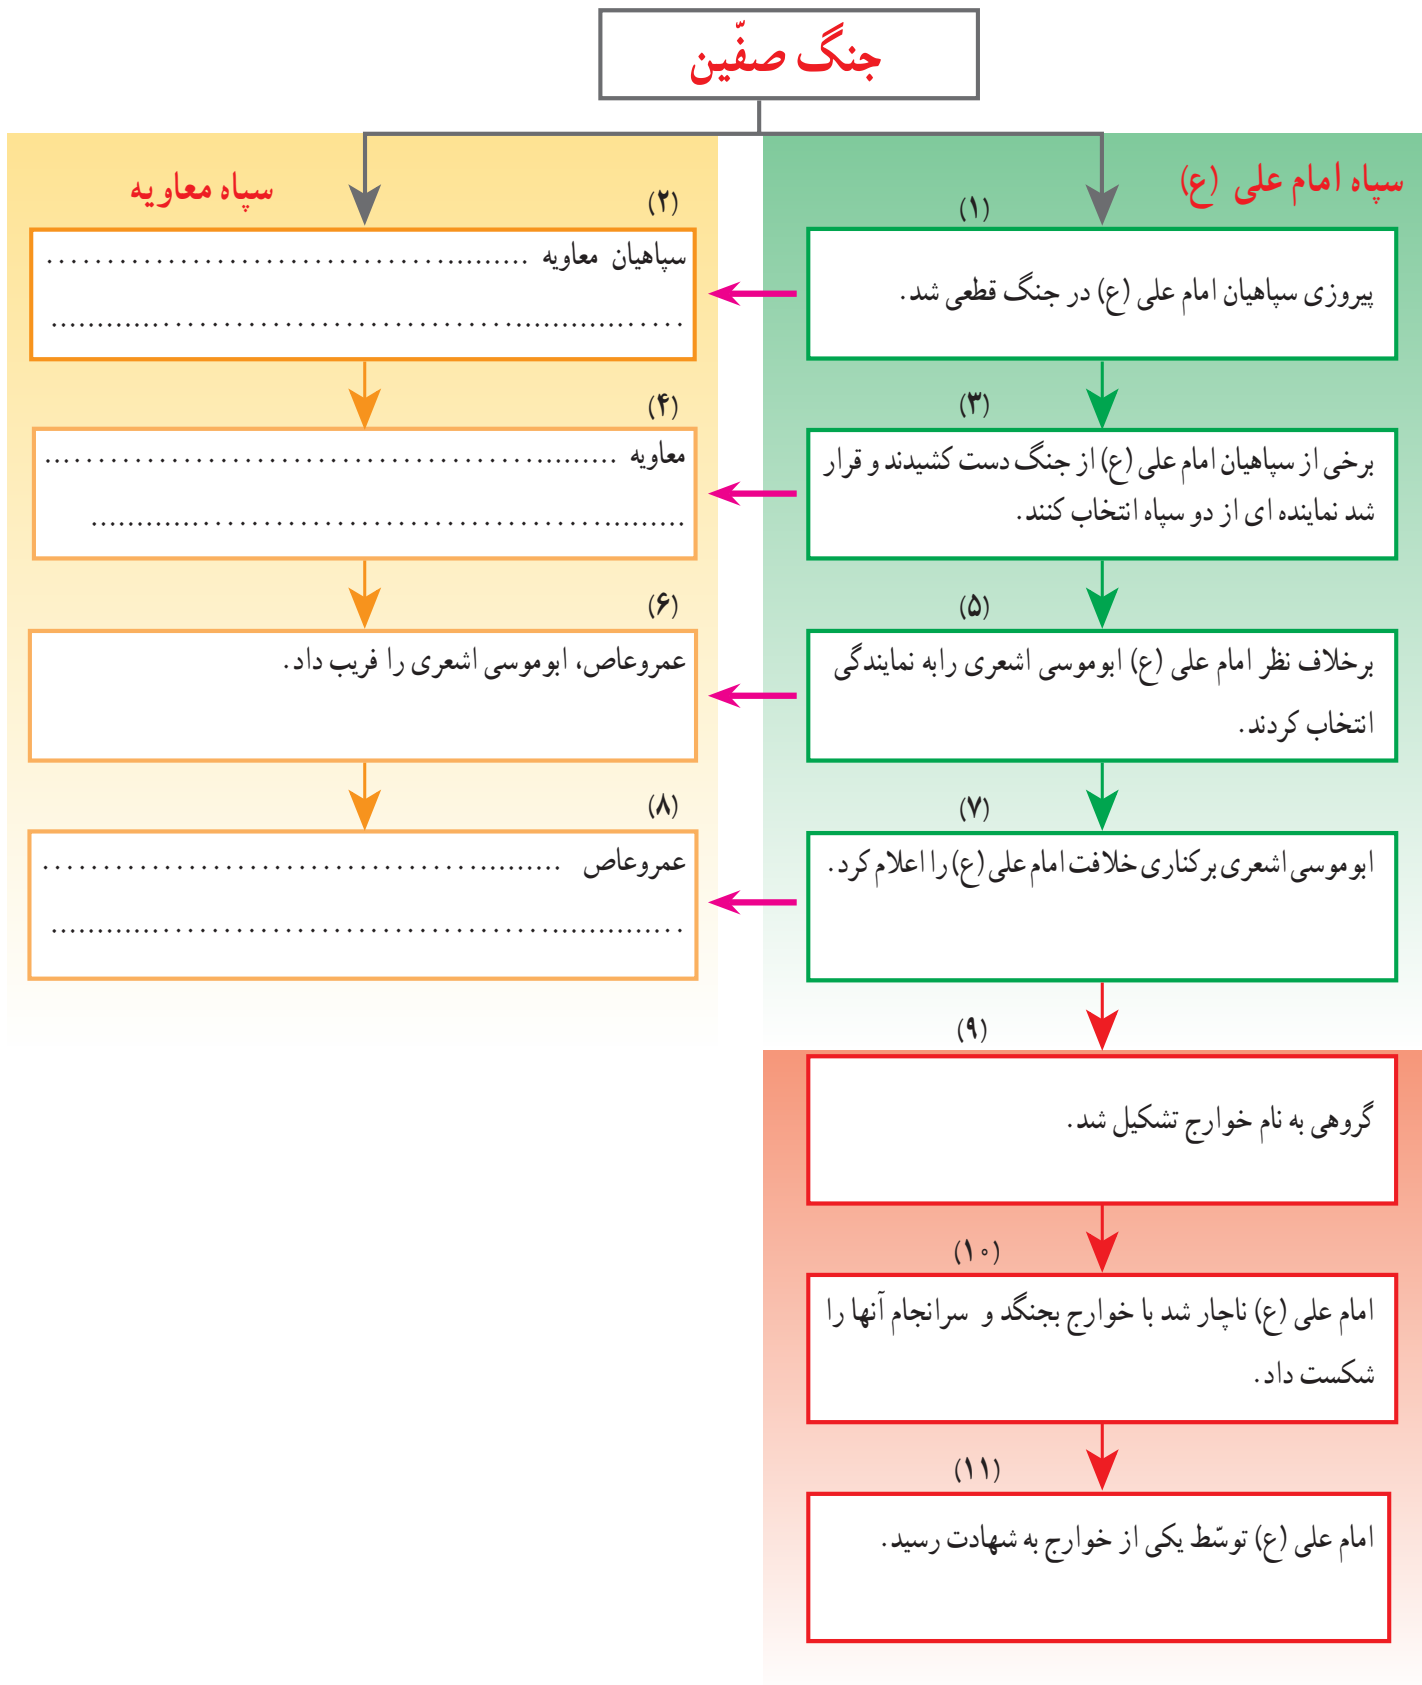 جنگ صفّین
سپاه امام علی (ع)
سپاه معاویه
(۱)
پیروزی سپاهیان امام علی (ع) در جنگ قطعی شد.
(۲)
سپاهیان معاویه ..........................................
....................................................
(۳)
برخی از سپاهیان امام علی (ع) از جنگ دست کشیدند و قرار
شد نماینده ای از دو سپاه انتخاب کنند.
(۴)
معاویه ..................................................
....................................................
(۵)
برخلاف نظر امام علی (ع) ابوموسی اشعری رابه نمایندگی
انتخاب کردند.
(۶)
عمروعاص، ابوموسی اشعری را فریب داد.
(۷)
ابوموسی اشعری برکناری خلافت امام علی (ع) را اعلام کرد.
(۸)
عمروعاص ..............................................
....................................................
(۹)
گروهی به نام خوارج تشکیل شد.
(۱۰)
امام علی (ع) ناچار شد با خوارج بجنگد و سرانجام آنها را
شکست داد.
(۱۱)
امام علی (ع) توسّط یکی از خوارج به شهادت رسید.